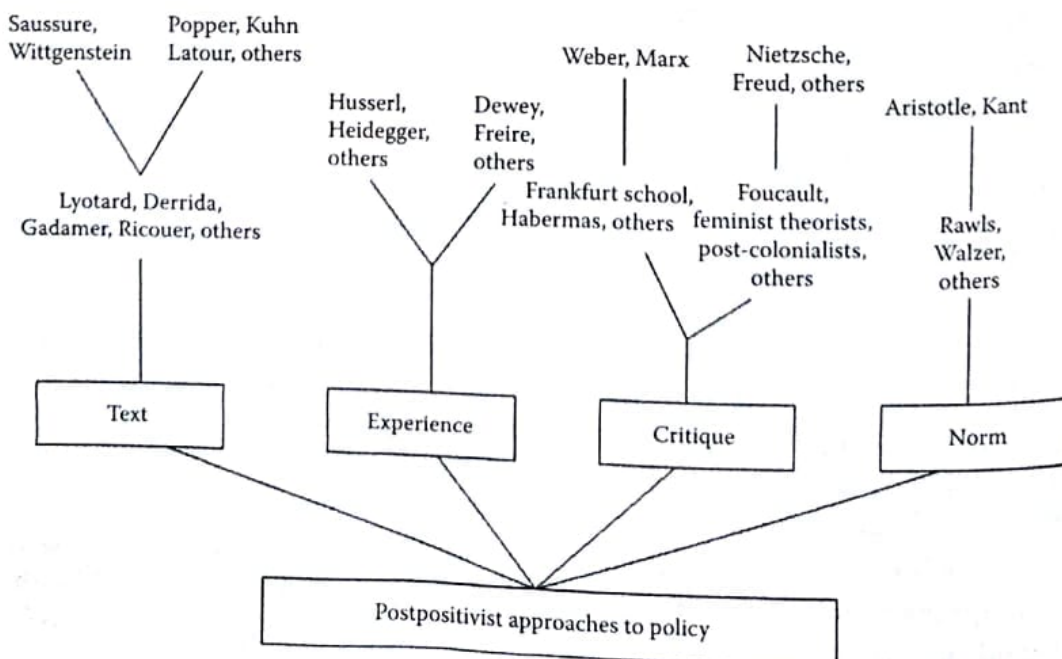 Saussure,
Wittgenstein
Popper, Kuhn
Latour, others
Lyotard, Derrida,
Gadamer, Ricouer, others
Text
Husserl,
Heidegger,
others
Dewey,
Freire,
others
Experience
Weber, Marx
Frankfurt school,
Habermas, others
Nietzsche,
Freud, others
Foucault,
feminist theorists,
post-colonialists,
others
Critique
Aristotle, Kant
Rawls,
Walzer,
others
Norm
Postpositivist approaches to policy